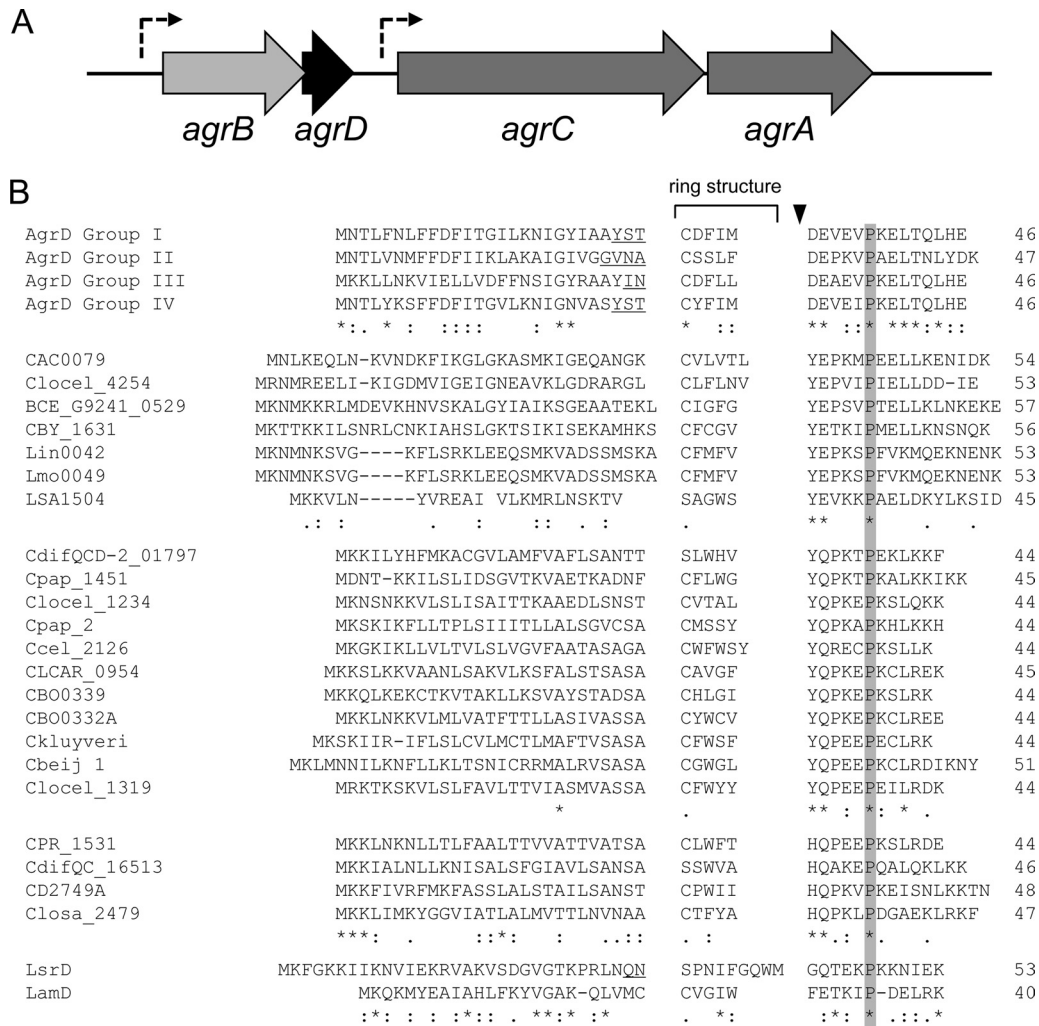 A
agrB agrD agrC agrA
B
ring structure
AgrD Group I MNTLFNLFFDFITGILKNIGYIAAYST CDFIM DEVEVPKELTQLHE 46
AgrD Group II MNTLVNMFFDFIIKLAKAIGIVGGVNA CSSLF DEPKVPAELTNLYDK 47
AgrD Group III MKKLLNKVIELLVDFFNSIGYRAAYIN CDFLL DEAEVPKELTQLHE 46
AgrD Group IV MNTLYKSFFDFITGVLKNIGNVASYST CYFIM DEVEIPKELTQLHE 46
*:. * : :::: : ** * :: ** ::* ***::
CAC0079 MNLKEQLN-KVNDKFIKGLGKASMKIGEQANGK CVLVTL YEPKMPEELLKENIDK 54
Clocel_4254 MRNMREELI-KIGDMVIGEIGNEAVKLGDRARGL CLFLNV YEPVIPIELLDD-IE 53
BCE_G9241_0529 MKNMKKRLMDEVKHNVSKALGYIAIKSGEAATEKL CIGFG YEPSVPTELLKLNKEKE 57
CBY_1631 MKTTKKILSNRLCNKIAHSLGKTSIKISEKAMHKS CFCGV YETKIPMELLKNSNQK 56
Lin0042 MKNMNKSVG----KFLSRKLEEQSMKVADSSMSKA CFMFV YEPKSPFVKMQEKNENK 53
Lmo0049 MKNMNKSVG----KFLSRKLEEQSMKVADSSMSKA CFMFV YEPKSPFVKMQEKNENK 53
LSA1504 MKKVLN-----YVREAI VLKMRLNSKTV SAGWS YEVKKPAELDKYLKSID 45
.: : . :: : : . ** * . .
CdifQCD-2_01797 MKKILYHFMKACGVLAMFVAFLSANTT SLWHV YQPKTPEKLKKF 44
Cpap_1451 MDNT-KKILSLIDSGVTKVAETKADNF CFLWG YQPKTPKALKKIKK 45
Clocel_1234 MKNSNKKVLSLISAITTKAAEDLSNST CVTAL YQPKEPKSLQKK 44
Cpap_2 MKSKIKFLLTPLSIIITLLALSGVCSA CMSSY YQPKAPKHLKKH 44
Ccel_2126 MKGKIKLLVLTVLSLVGVFAATASAGA CWFWSY YQRECPKSLLK 44
CLCAR_0954 MKKSLKKVAANLSAKVLKSFALSTSASA CAVGF YQPKEPKCLREK 45
CBO0339 MKKQLKEKCTKVTAKLLKSVAYSTADSA CHLGI YQPKEPKSLRK 44
CBO0332A MKKLNKKVLMLVATFTTLLASIVASSA CYWCV YQPKEPKCLREE 44
Ckluyveri MKSKIIR-IFLSLCVLMCTLMAFTVSASA CFWSF YQPEEPECLRK 44
Cbeij 1 MKLMNNILKNFLLKLTSNICRRMALRVSASA CGWGL YQPKEPKCLRDIKNY 51
Clocel_1319 MRKTKSKVLSLFAVLTTVIASMVASSA CFWYY YQPEEPEILRDK 44
* . ** : * : * .
CPR_1531 MKKLNKNLLTLFAALTTVVATTVATSA CLWFT HQPEEPKSLRDE 44
CdifQC_16513 MKKIALNLLKNISALSFGIAVLSANSA SSWVA HQAKEPQALQKLKK 46
CD2749A MKKFIVRFMKFASSLALSTAILSANST CPWII HQPKVPKEISNLKKTN 48
Closa_2479 MKKLIMKYGGVIATLALMVTTLNVNAA CTFYA HQPKLPDGAEKLRKF 47
***: . ::*: : ..:: . : **.: * . .
LsrD MKFGKKIIKNVIEKRVAKVSDGVGTKPRLNQN SPNIFGQWM GQTEKPKKKNIEK 53
LamD MKQKMYEAIAHLFKYVGAK-QLVMC CVGIW FETKIP-DELRK 40
:*: :*: : . **: * : . : :*: * .::*